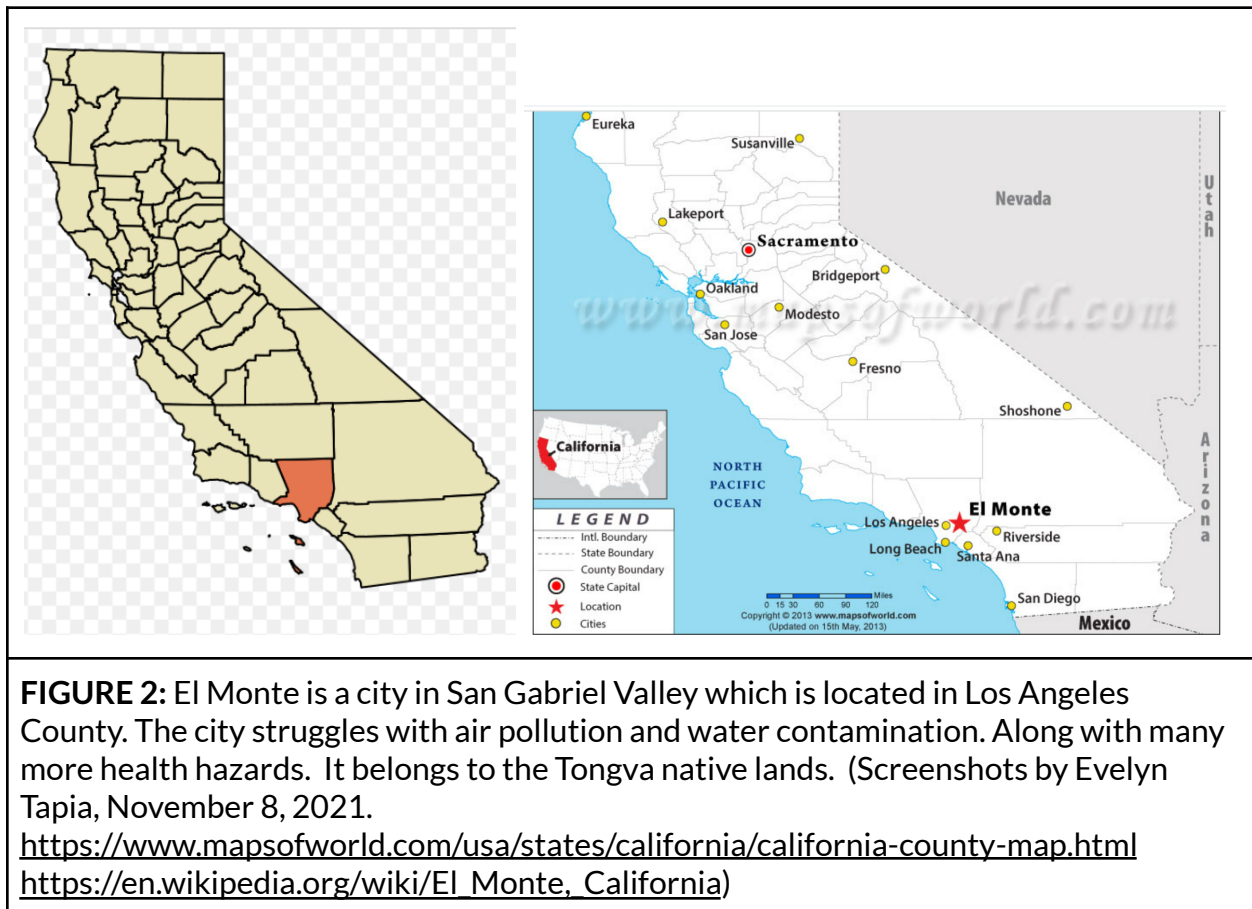 Eureka
Susanville
Nevada
Utah
Lakeport
Sacramento
Bridgeport
Oakland
www.mapsofworld.com
Modesto
San Jose
Fresno
Shoshone
California
Arizona
NORTH
PACIFIC
OCEAN
El Monte
Los Angeles
Riverside
Long Beach
Santa Ana
San Diego
Mexico
LEGEND
Intl. Boundary
State Boundary
County Boundary
State Capital
Location
Cities
Miles
0 15 30 60 90 120
Copyright © 2013 www.mapsofworld.com
(Updated on 15th May, 2013)
FIGURE 2: El Monte is a city in San Gabriel Valley which is located in Los Angeles
County. The city struggles with air pollution and water contamination. Along with many
more health hazards.  It belongs to the Tongva native lands.  (Screenshots by Evelyn
Tapia, November 8, 2021.
https://www.mapsofworld.com/usa/states/california/california-county-map.html
https://en.wikipedia.org/wiki/El_Monte,_California)